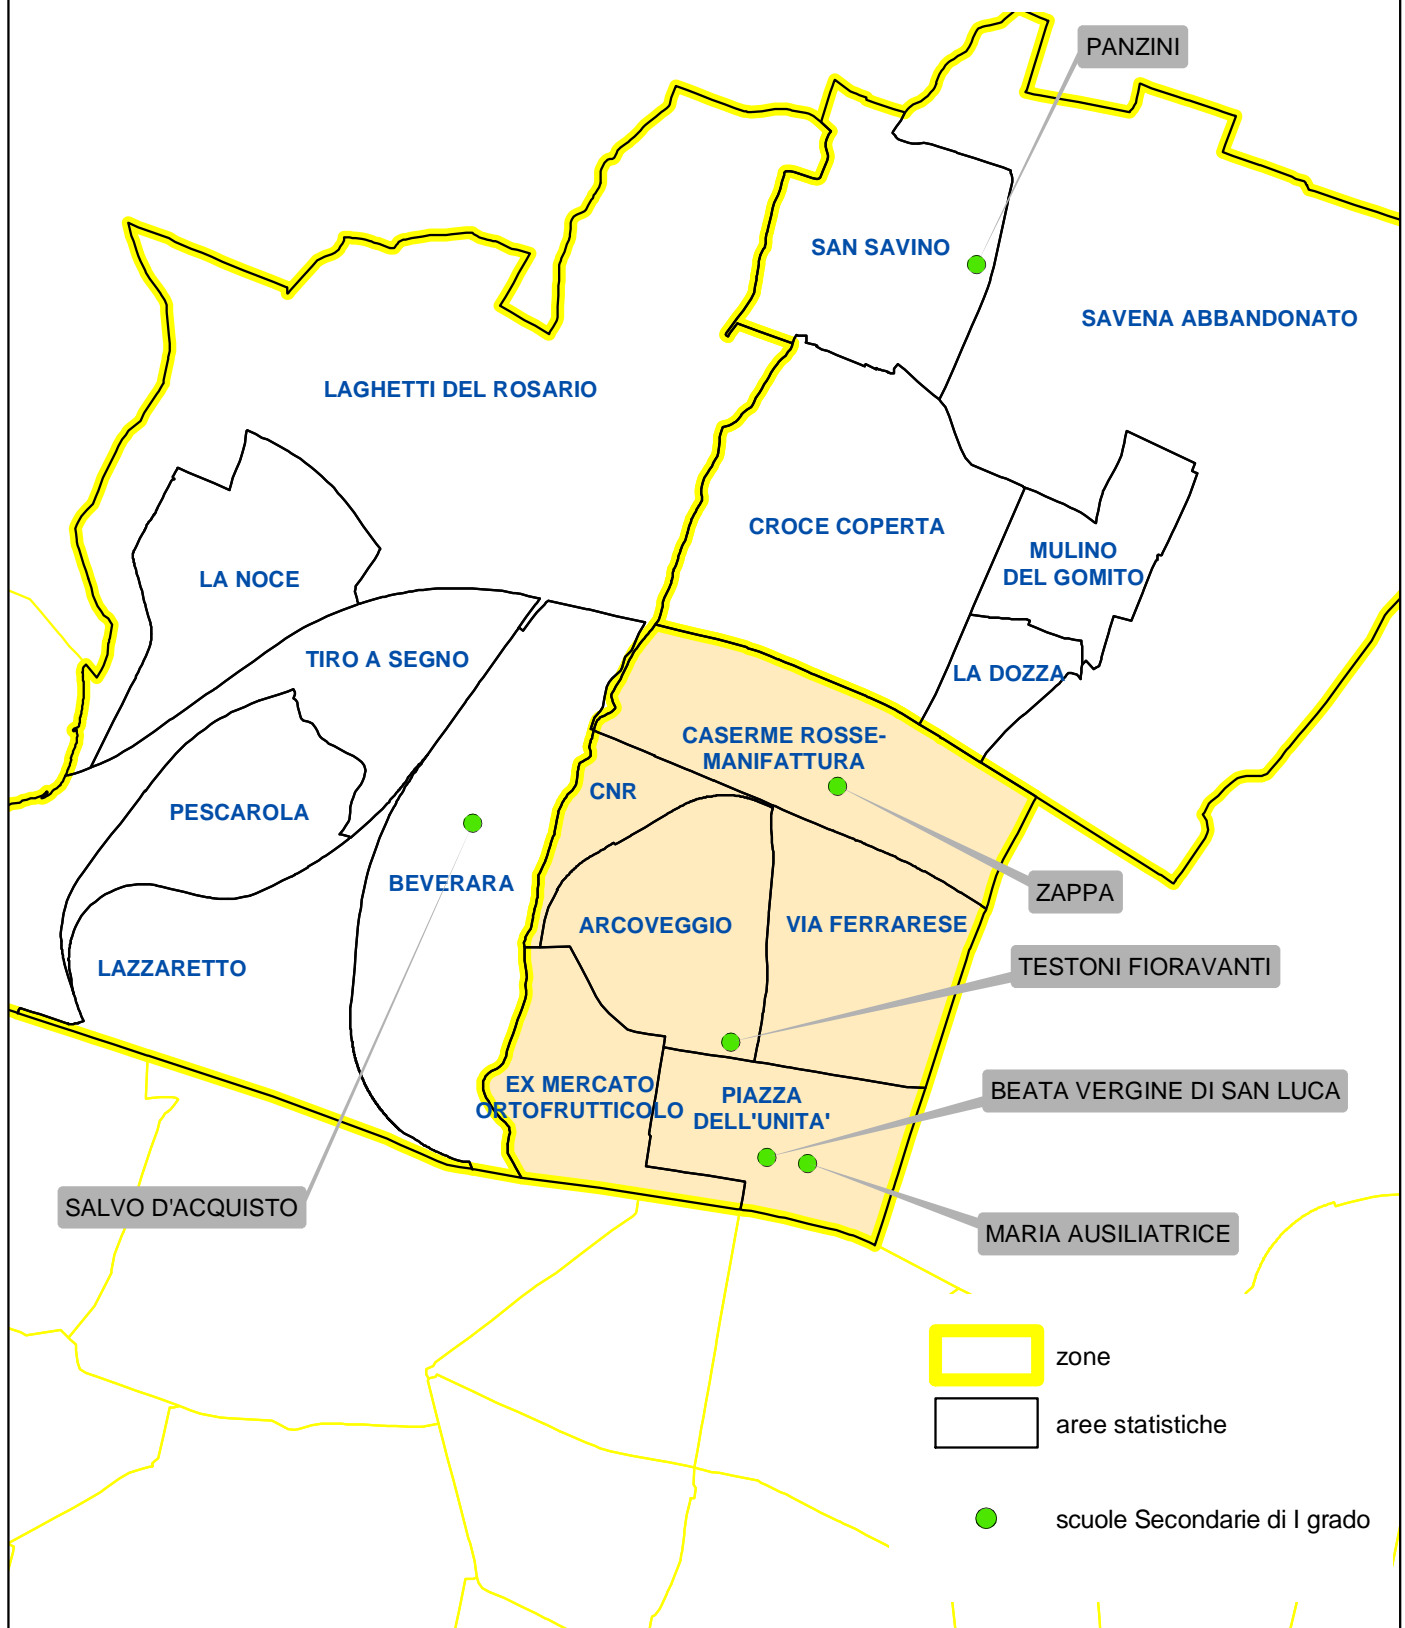 PANZINI
SAN SAVINO
SAVENA ABBANDONATO
LAGHETTI DEL ROSARIO
CROCE COPERTA
MULINO
DEL GOMITO
LA NOCE
TIRO A SEGNO
LA DOZZA
CASERME ROSSE-
MANIFATTURA
CNR
PESCAROLA
BEVERARA
ZAPPA
ARCOVEGGIO
VIA FERRARESE
LAZZARETTO
TESTONI FIORAVANTI
EX MERCATO
ORTOFRUTTICOLO
PIAZZA
DELL'UNITA'
BEATA VERGINE DI SAN LUCA
SALVO D'ACQUISTO
MARIA AUSILIATRICE
zone
aree statistiche
scuole Secondarie di I grado